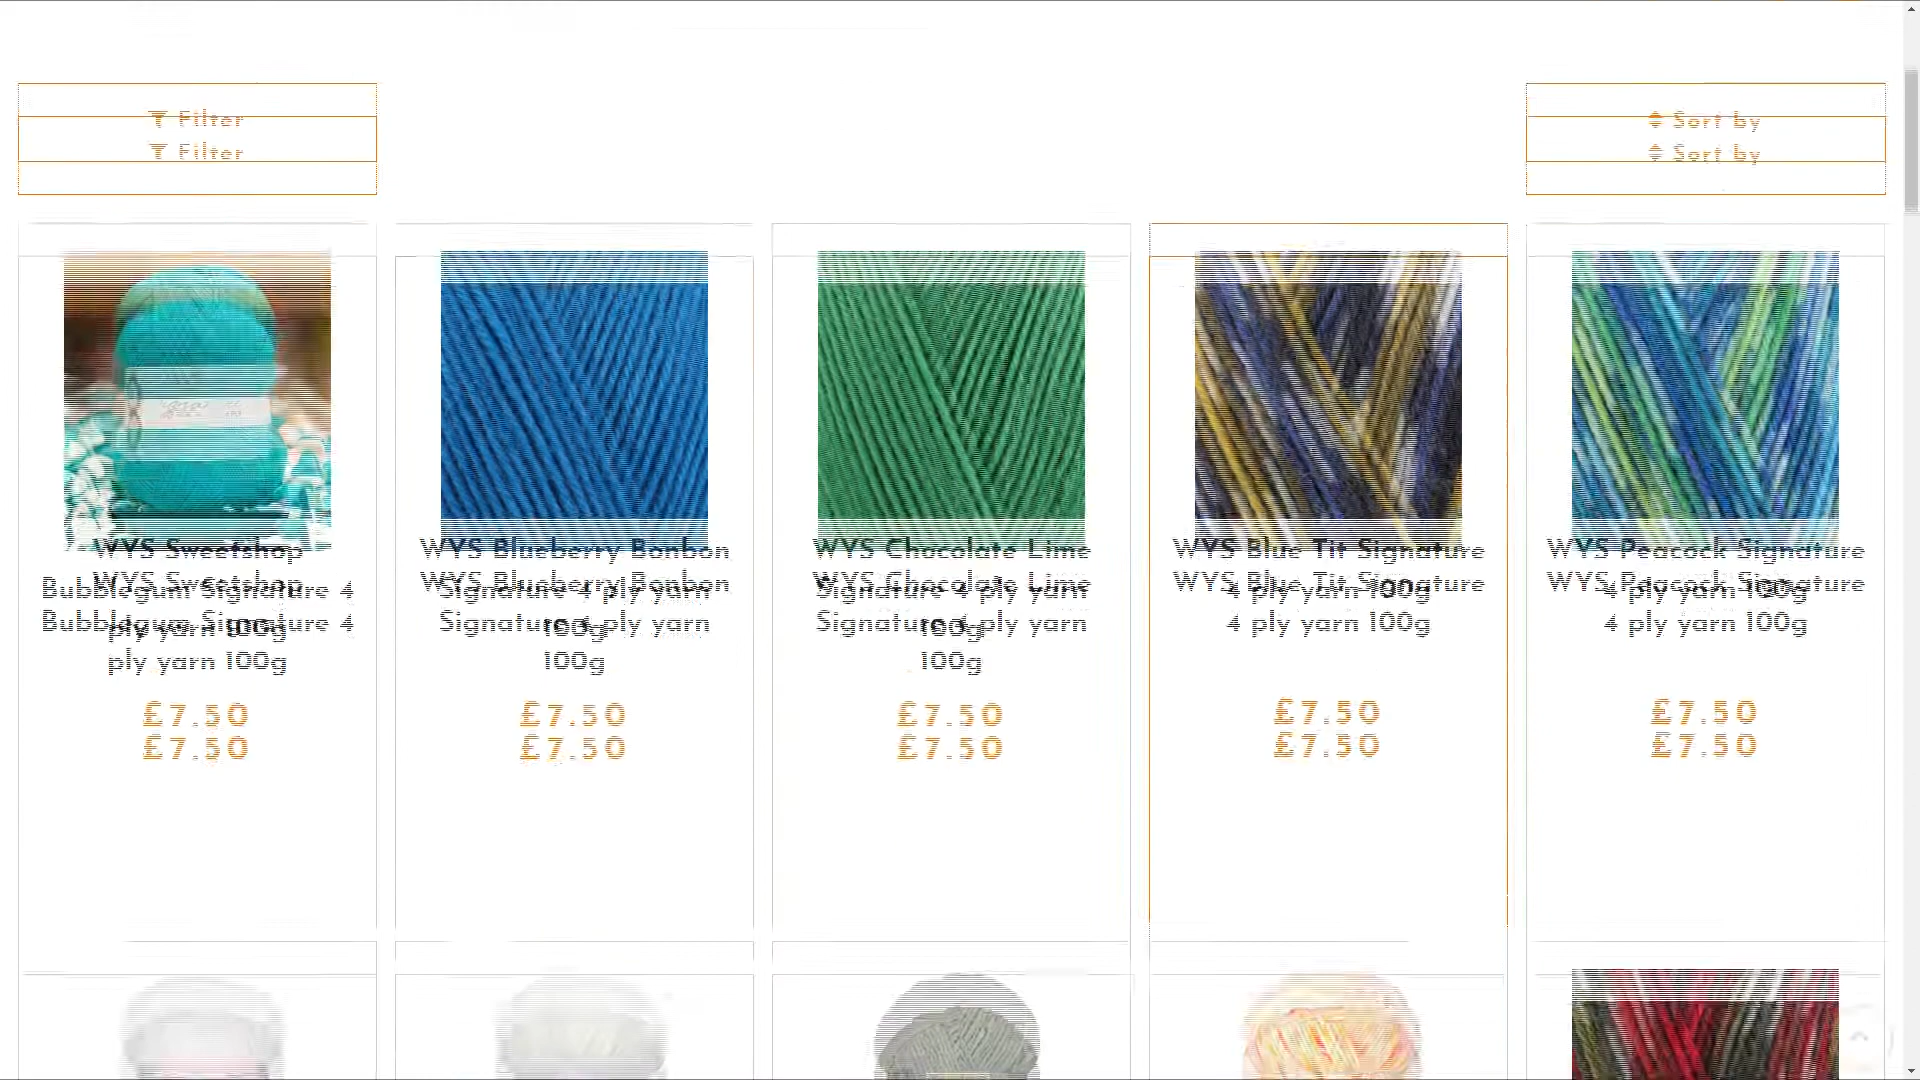 Filter
Sort by
WYS Sweetshop
Bubblegum Signature 4
ply yarn 100g
£7.50
WYS Blueberry Bonbon
Signature 4 ply yarn
100g
£7.50
WYS Chocolate Lime
Signature 4 ply yarn
100g
£7.50
WYS Blue Tit Signature
4 ply yarn 100g
£7.50
WYS Peacock Signature
4 ply yarn 100g
£7.50